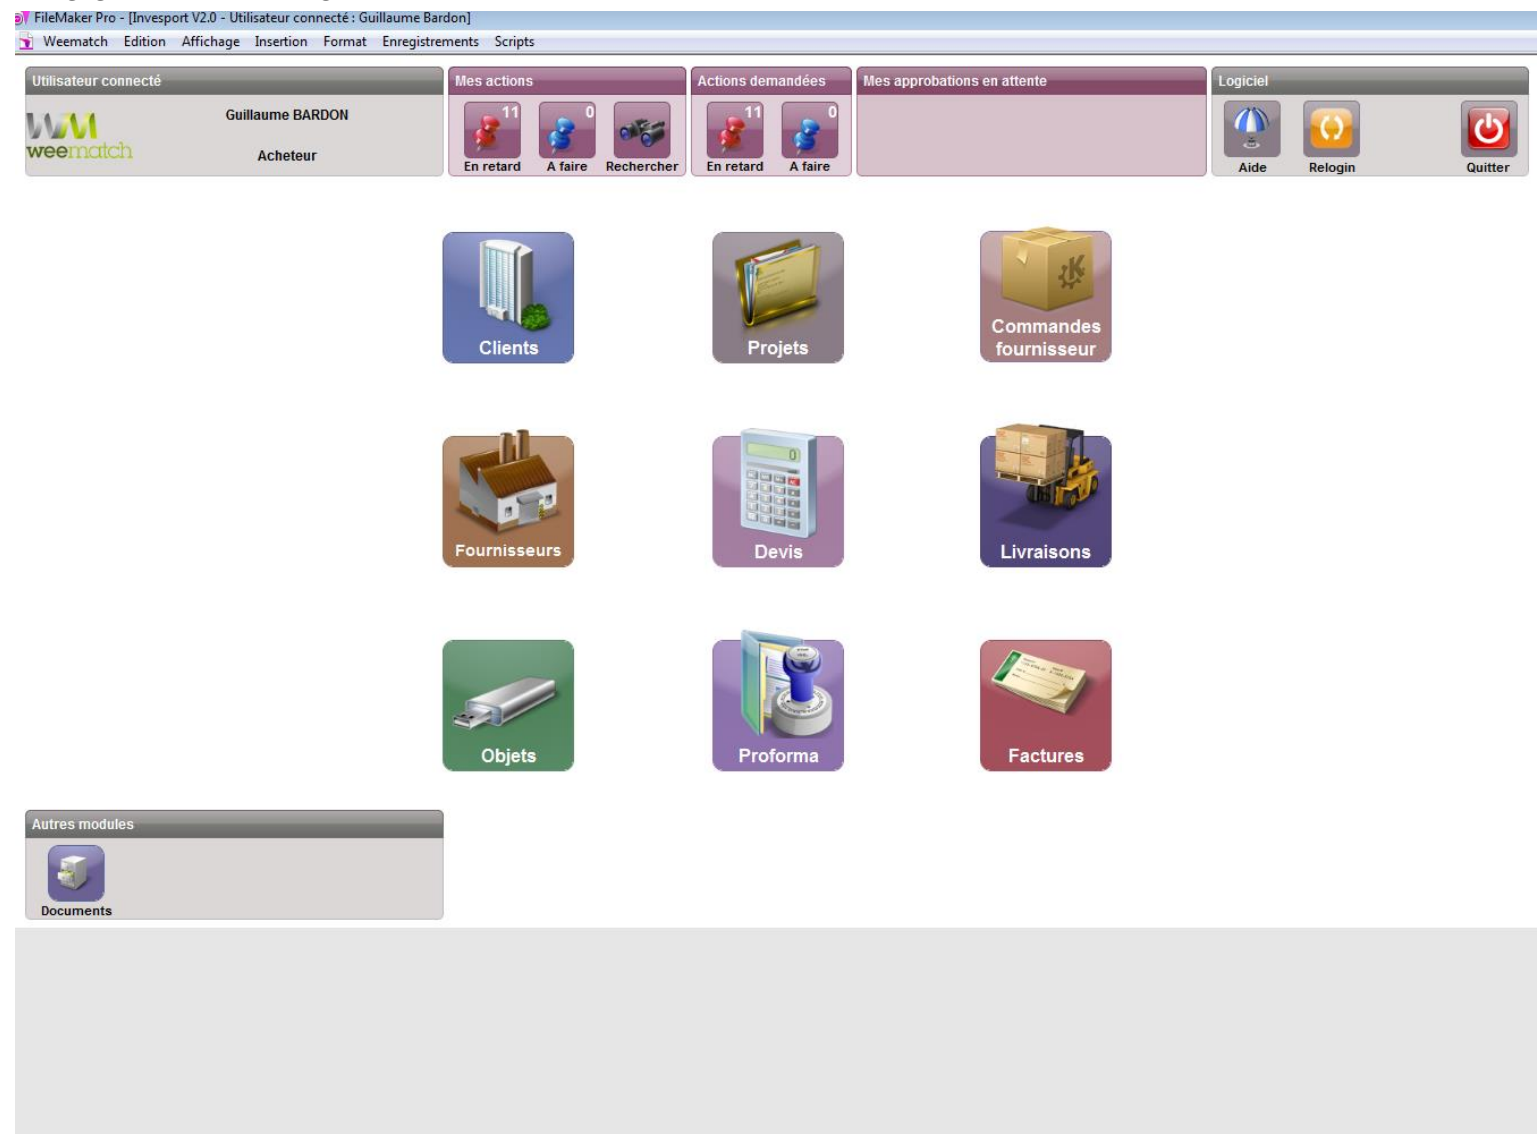 FileMaker Pro - [Invesport V2.0 - Utilisateur connecté : Guillaume Bardon]
Weematch Edition Affichage Insertion Format Enregistrements Scripts
Utilisateur connecté
WM
weematch
Guillaume BARDON
Acheteur
Mes actions
11 0
En retard A faire Rechercher
Actions demandées
11 0
En retard A faire
Mes approbations en attente
Logiciel
Aide Relogin Quitter
Clients
Projets
Commandes
fournisseur
Fournisseurs
Devis
Livraisons
Objets
Proforma
Factures
Autres modules
Documents